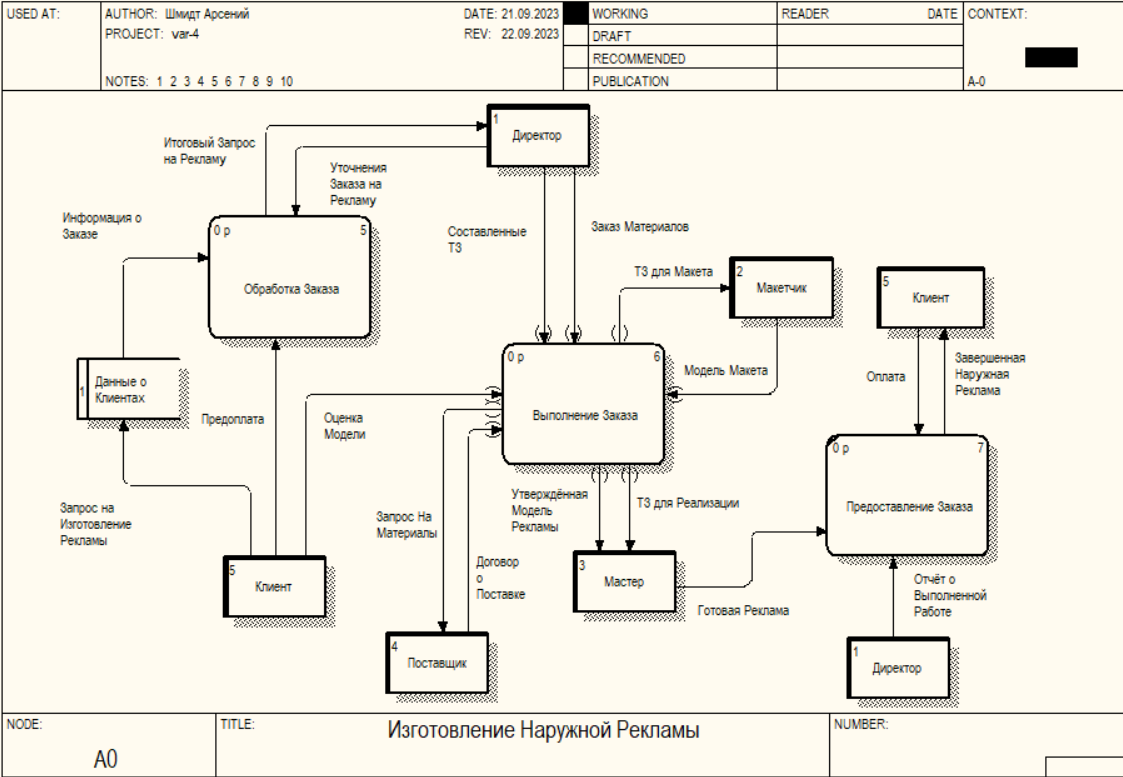 USED AT:
AUTHOR: Шмидт Арсений
DATE: 21.09.2023
PROJECT: var-4
REV: 22.09.2023
NOTES: 1 2 3 4 5 6 7 8 9 10
WORKING
DRAFT
RECOMMENDED
PUBLICATION
READER
DATE
CONTEXT:
A-0
1
Директор
Итоговый Запрос
на Рекламу
Уточнения
Заказа на
Рекламу
Информация о
Заказе
0 р
5
Обработка Заказа
Составленные
ТЗ
Заказ Материалов
ТЗ для Макета
2
Макетчик
5
Клиент
0 р
6
Выполнение Заказа
Модель Макета
Оплата
Завершенная
Наружная
Реклама
1
Данные о
Клиентах
Предоплата
Оценка
Модели
0 р
7
Предоставление Заказа
Запрос на
Изготовление
Рекламы
Запрос На
Материалы
Утверждённая
Модель
Рекламы
ТЗ для Реализации
5
Клиент
Договор
о
Поставке
3
Мастер
Готовая Реклама
Отчёт о
Выполненной
Работе
4
Поставщик
1
Директор
NODE:
A0
TITLE:
Изготовление Наружной Рекламы
NUMBER: